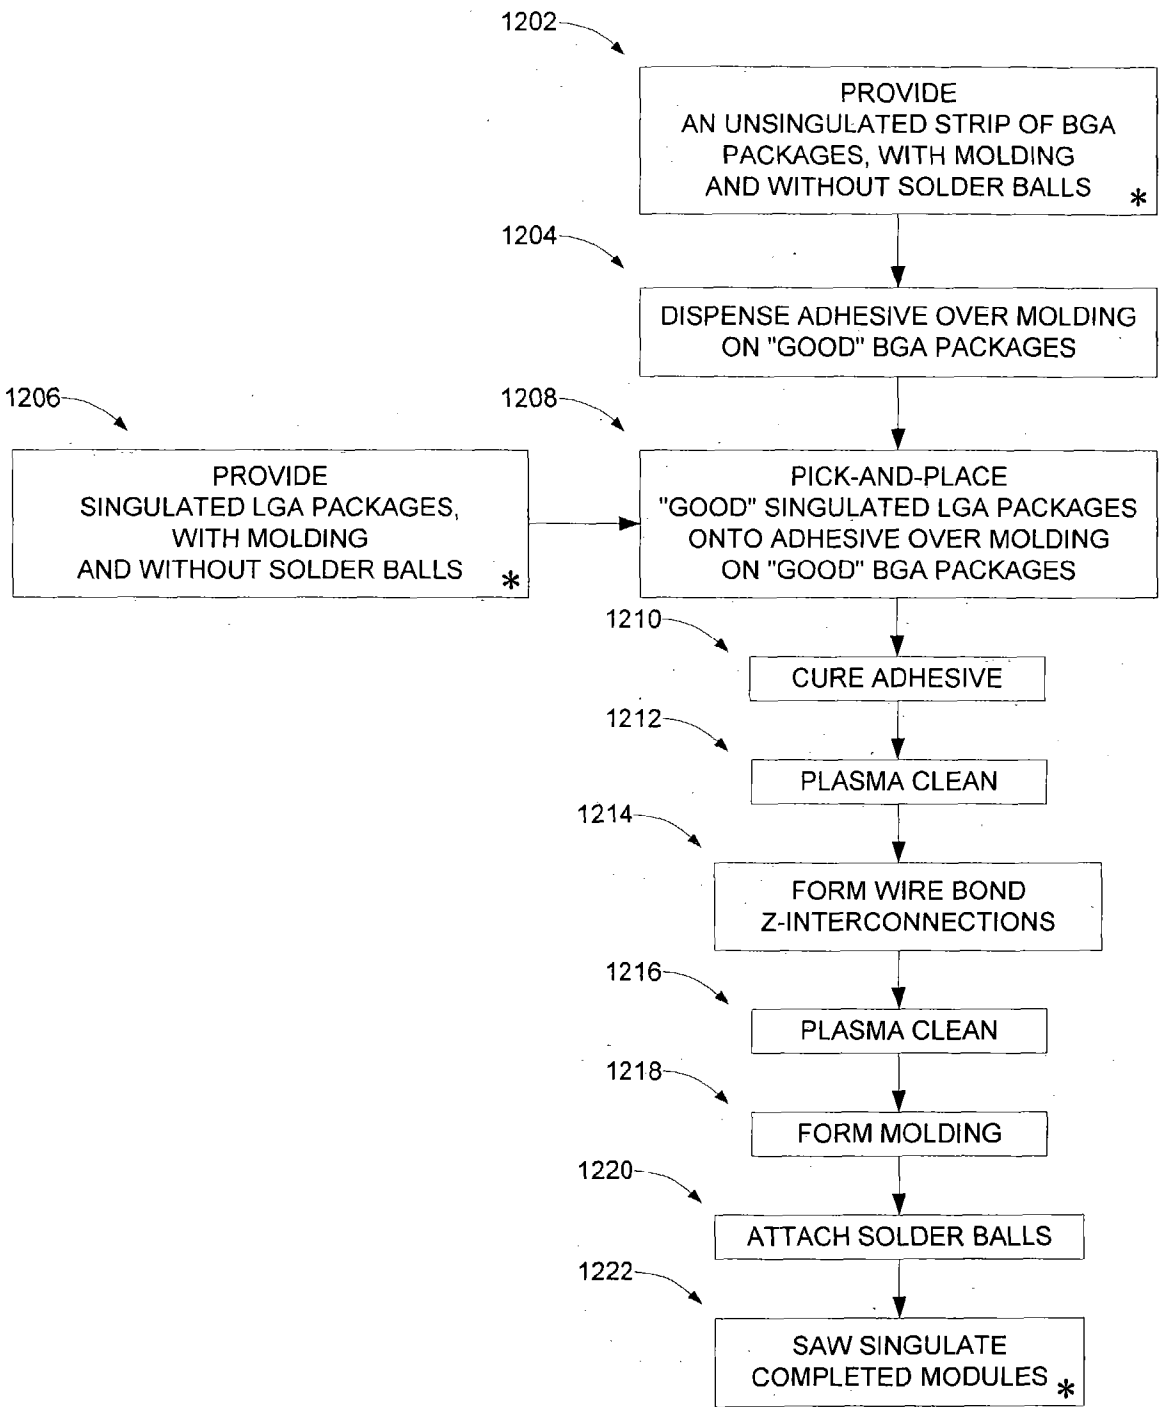 1202
PROVIDE
AN UNSINGULATED STRIP OF BGA
PACKAGES, WITH MOLDING
AND WITHOUT SOLDER BALLS
*
1204
DISPENSE ADHESIVE OVER MOLDING
ON "GOOD" BGA PACKAGES
1206
PROVIDE
SINGULATED LGA PACKAGES,
WITH MOLDING
AND WITHOUT SOLDER BALLS
*
1208
PICK-AND-PLACE
"GOOD" SINGULATED LGA PACKAGES
ONTO ADHESIVE OVER MOLDING
ON "GOOD" BGA PACKAGES
1210
CURE ADHESIVE
1212
PLASMA CLEAN
1214
FORM WIRE BOND
Z-INTERCONNECTIONS
1216
PLASMA CLEAN
1218
FORM MOLDING
1220
ATTACH SOLDER BALLS
1222
SAW SINGULATE
COMPLETED MODULES
*